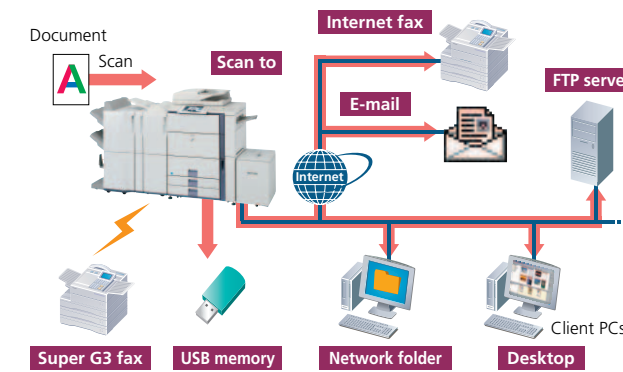 Internet fax
Document
Scan
Scan to
FTP serve
A
E-mail
Internet
Client PCs
Super G3 fax
USB memory
Network folder
Desktop